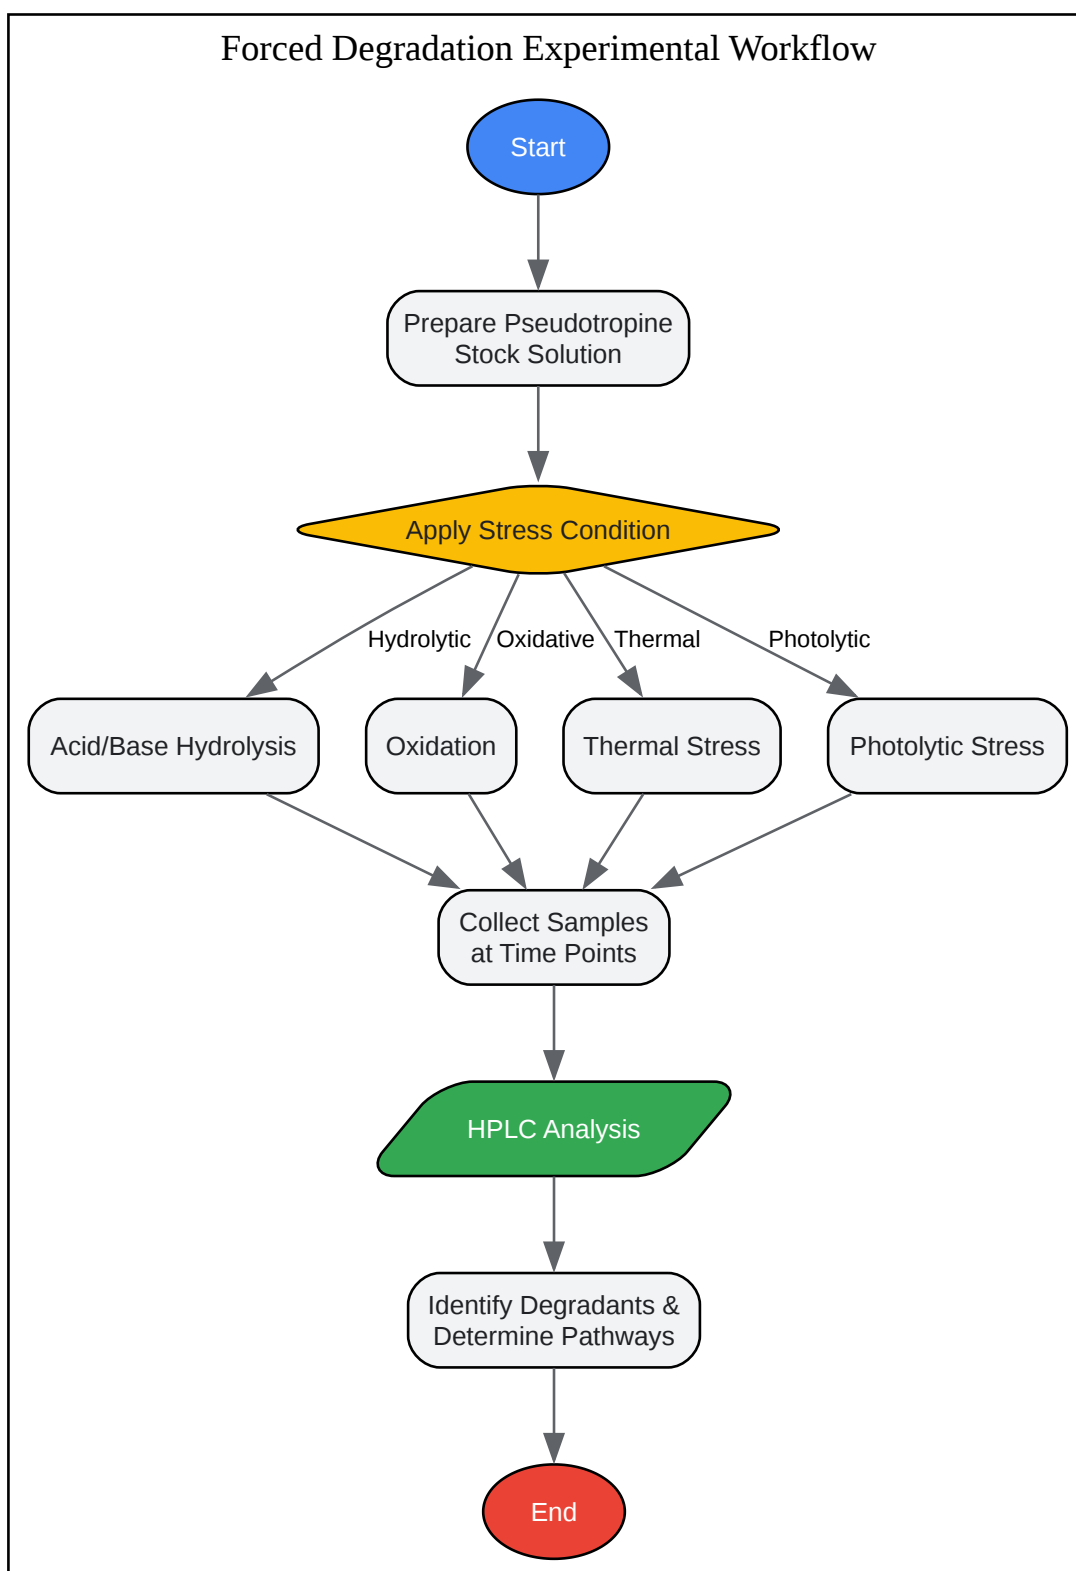 Forced Degradation Experimental Workflow
Start
Prepare Pseudotropine
Stock Solution
Apply Stress Condition
Hydrolytic
Oxidative
Thermal
Photolytic
Acid/Base Hydrolysis
Oxidation
Thermal Stress
Photolytic Stress
Collect Samples
at Time Points
HPLC Analysis
Identify Degradants &
Determine Pathways
End